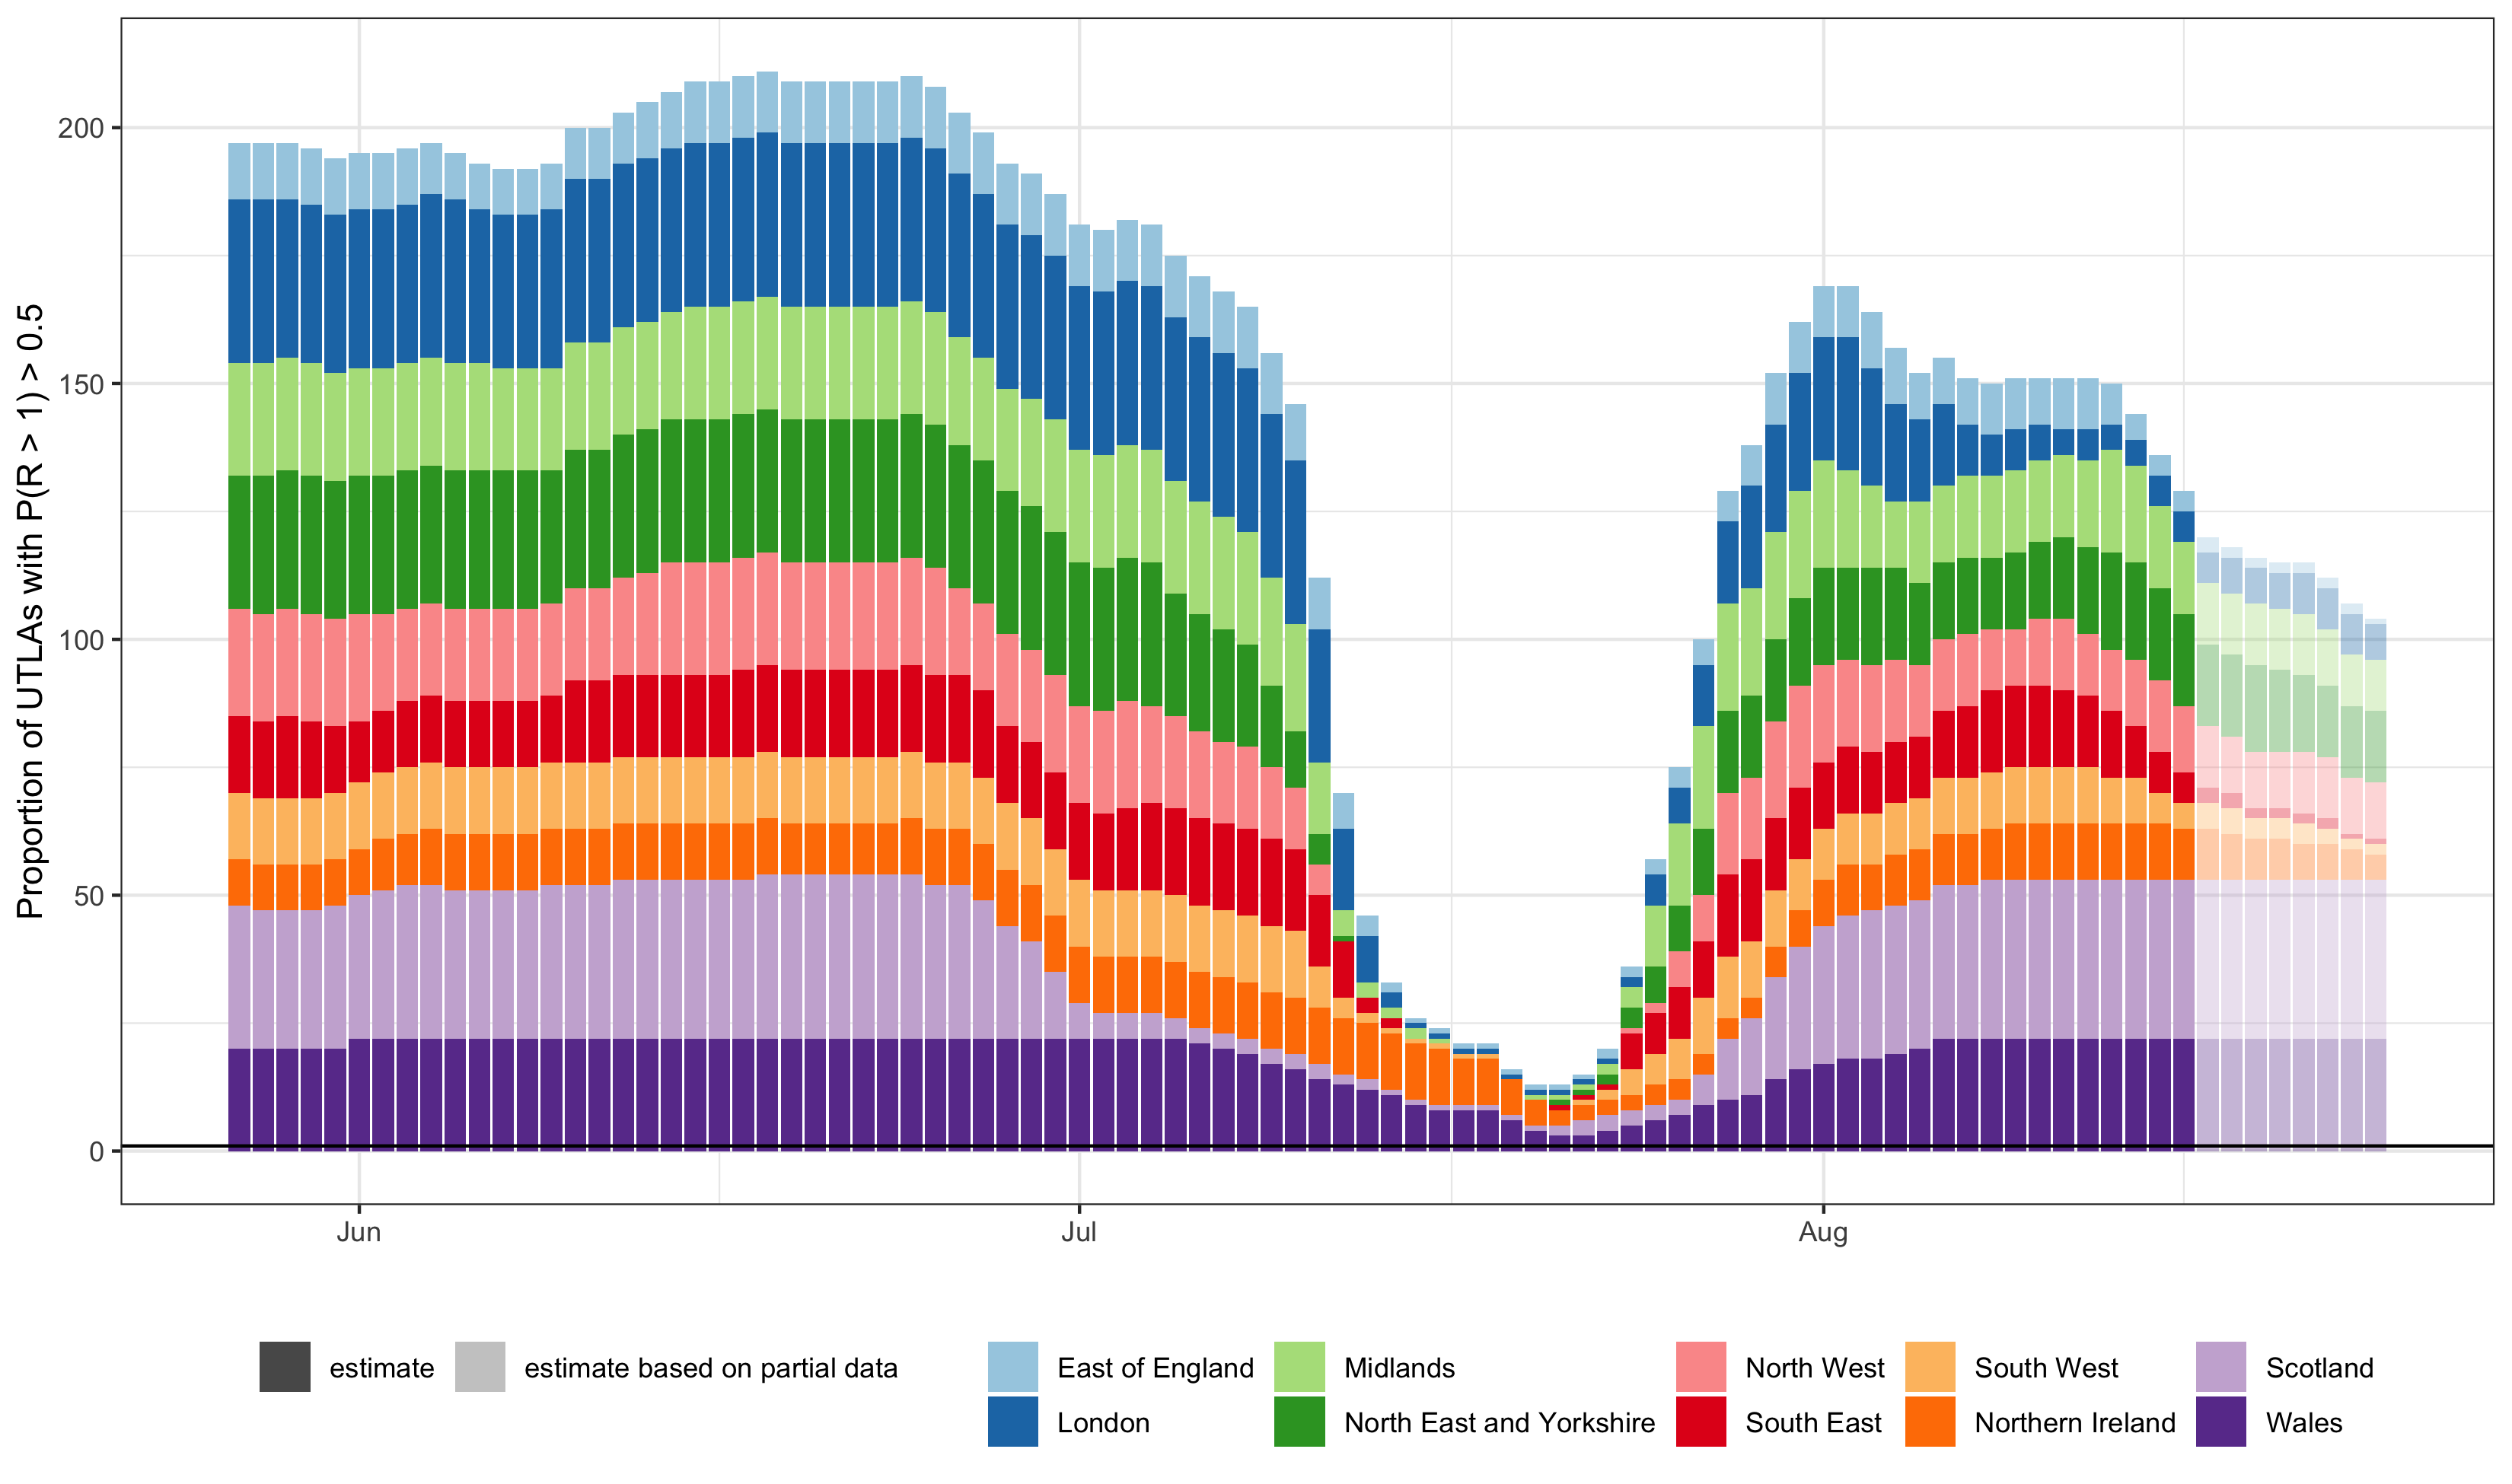 Proportion of UTLAs with P(R > 1) > 0.5
200
150
100
50
0
Jun Jul Aug
estimate estimate based on partial data East of England Midlands North West South West Scotland
London North East and Yorkshire South East Northern Ireland Wales